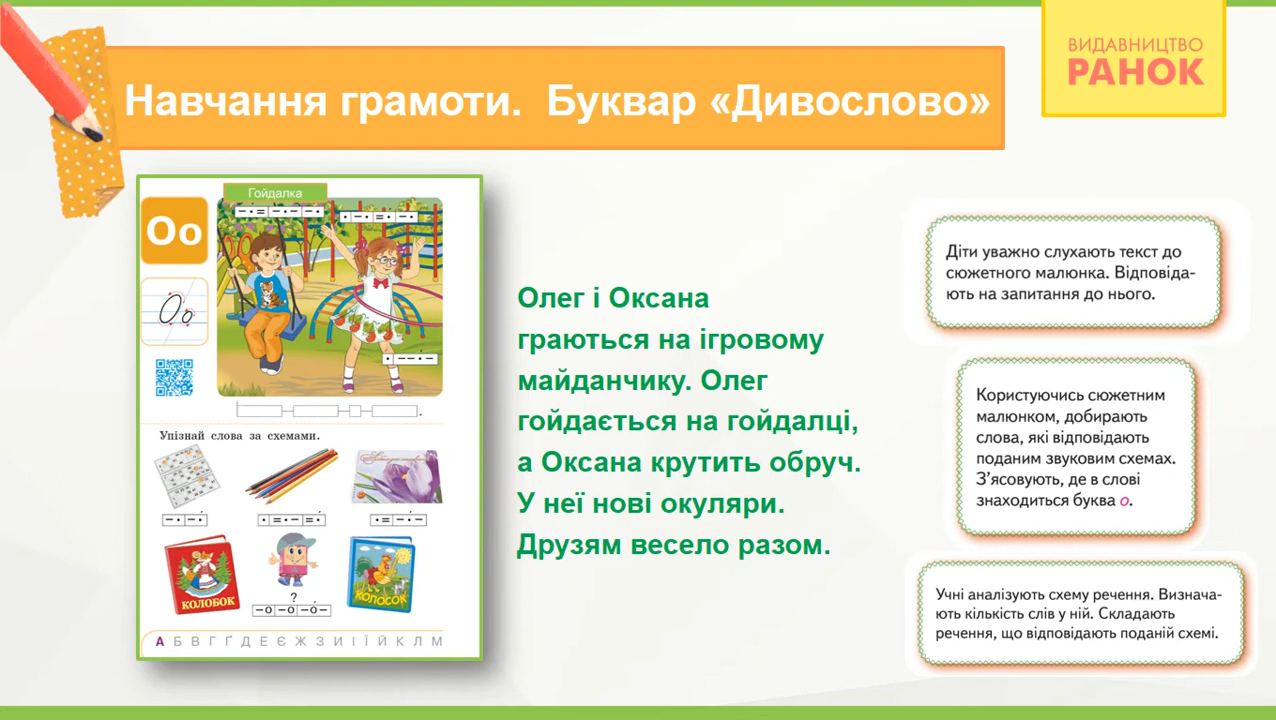 ВИДАВНИЦТВО
РАНОК
Навчання грамоти. Буквар «Дивослово»
Гойдалка
Оо
Оо
Упізнай слова за схемами.
КОЛОБОК
?
КОЛОСОК
А Б В Г Ґ Д Е Є Ж З И І Ї Й К Л М
Олег і Оксана
граються на ігровому
майданчику. Олег
гойдається на гойдалці,
а Оксана крутить обруч.
У неї нові окуляри.
Друзям весело разом.
Діти уважно слухають текст до
сюжетного малюнка. Відповіда-
ють на запитання до нього.
Користуючись сюжетним
малюнком, добирають
слова, які відповідають
поданим звуковим схемах.
З’ясовують, де в слові
знаходиться буква о.
Учні аналізують схему речення. Визнача-
ють кількість слів у ній. Складають
речення, що відповідають поданій схемі.